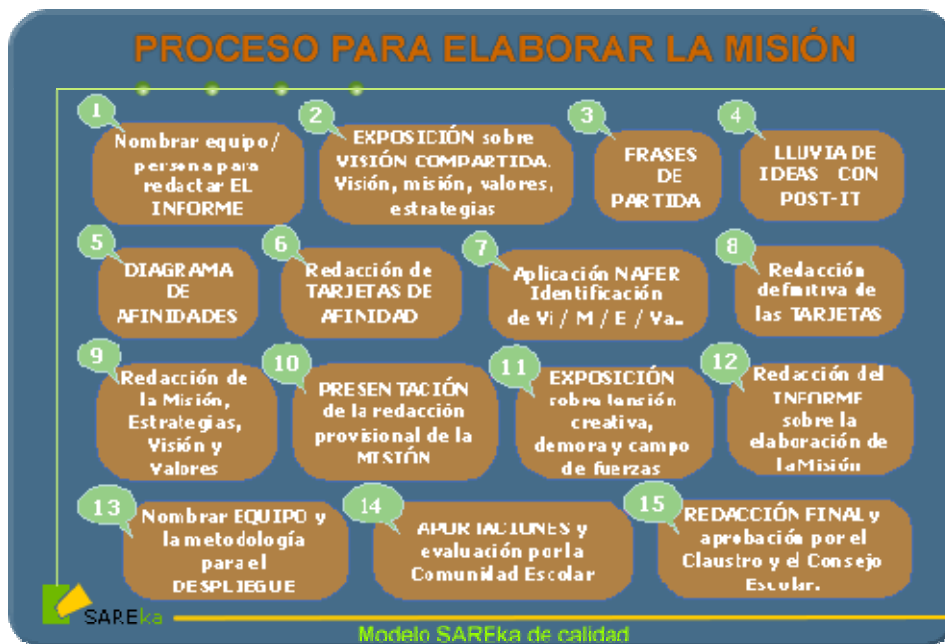 PROCESO PARA ELABORAR LA MISIÓN
1
Nombrar equipo/
persona para
redactar EL
INFORME
2
EXPOSICIÓN sobre
VISIÓN COMPARTIDA.
Visión, misión, valores,
estrategias
3
FRASES
DE
PARTIDA
4
LLUVIA DE
IDEAS CON
POST-IT
5
DIAGRAMA
DE
AFINIDADES
6
Redacción de
TARJETAS DE
AFINIDAD
7
Aplicación NAFER
Identificación
de Vi / M / E / Va..
8
Redacción
definitiva de
las TARJETAS
9
Redacción de
la Misión,
Estrategias,
Visión y
Valores
10
PRESENTACIÓN
de la redacción
provisional de la
MISIÓN
11
EXPOSICIÓN
sobre tensión
creativa,
demora y campo
de fuerzas
12
Redacción del
INFORME
sobre la
elaboración de
la Misión
13
Nombrar EQUIPO y
la metodología
para el
DESPLIEGUE
14
APORTACIONES y
evaluación por la
Comunidad Escolar
15
REDACCIÓN FINAL y
aprobación por el
Claustro y el Consejo
Escolar.
SAREka
Modelo SAREka de calidad